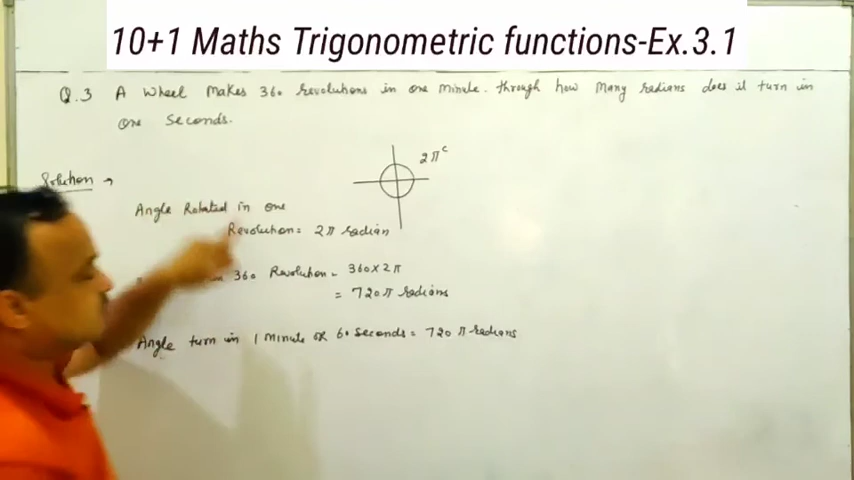 10+1 Maths Trigonometric functions-Ex.3.1
Q.3 A wheel makes 360 revolutions in one minute. through how many radians does it turn in
one seconds.
Solution →
2π^c
Angle Rotated in one
Revolution = 2π radian
360 Revolution = 360×2π
= 720π radians
Angle turn in 1 minute or 60 seconds = 720 π radians